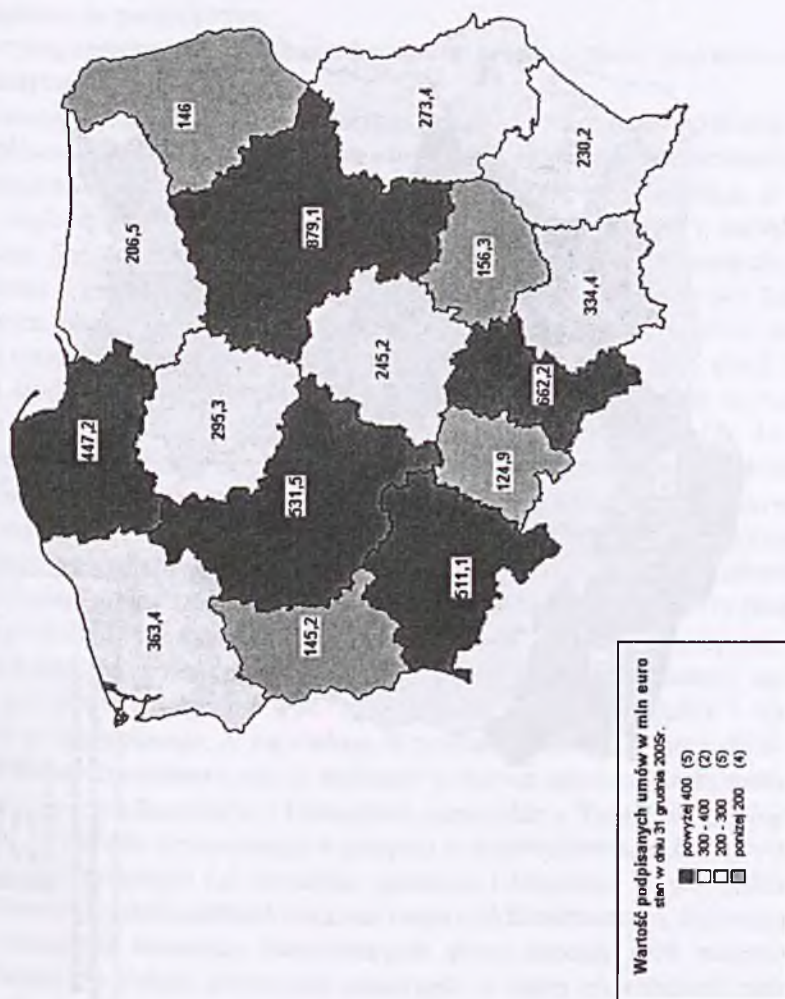 146
206,5
273,4
879,1
230,2
447,2
156,3
295,3
245,2
334,4
662,2
531,5
124,9
363,4
145,2
511,1
Wartość podpisanych umów w mln euro
stan w dniu 31 grudnia 2005r.
powyżej 400 (5)
300 - 400 (2)
200 - 300 (5)
poniżej 200 (4)